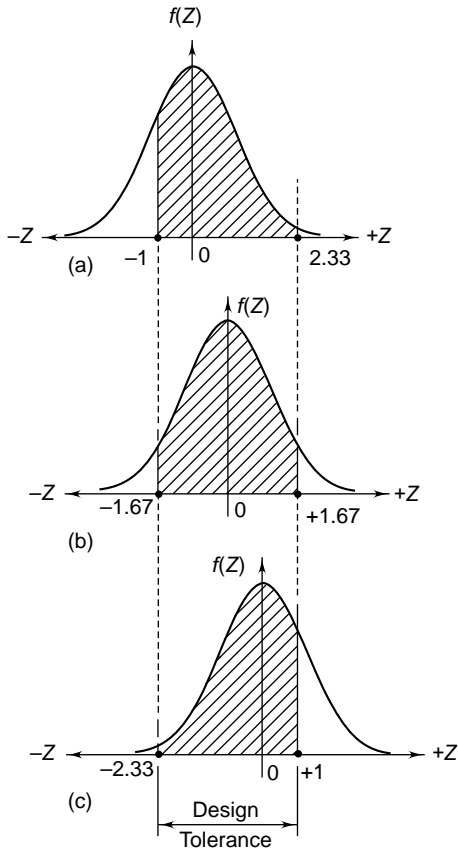 f(Z)
–Z +Z
–1 0 2.33
(a)
f(Z)
–Z +Z
–1.67 0 +1.67
(b)
f(Z)
–Z +Z
–2.33 0 +1
(c)
Design
Tolerance